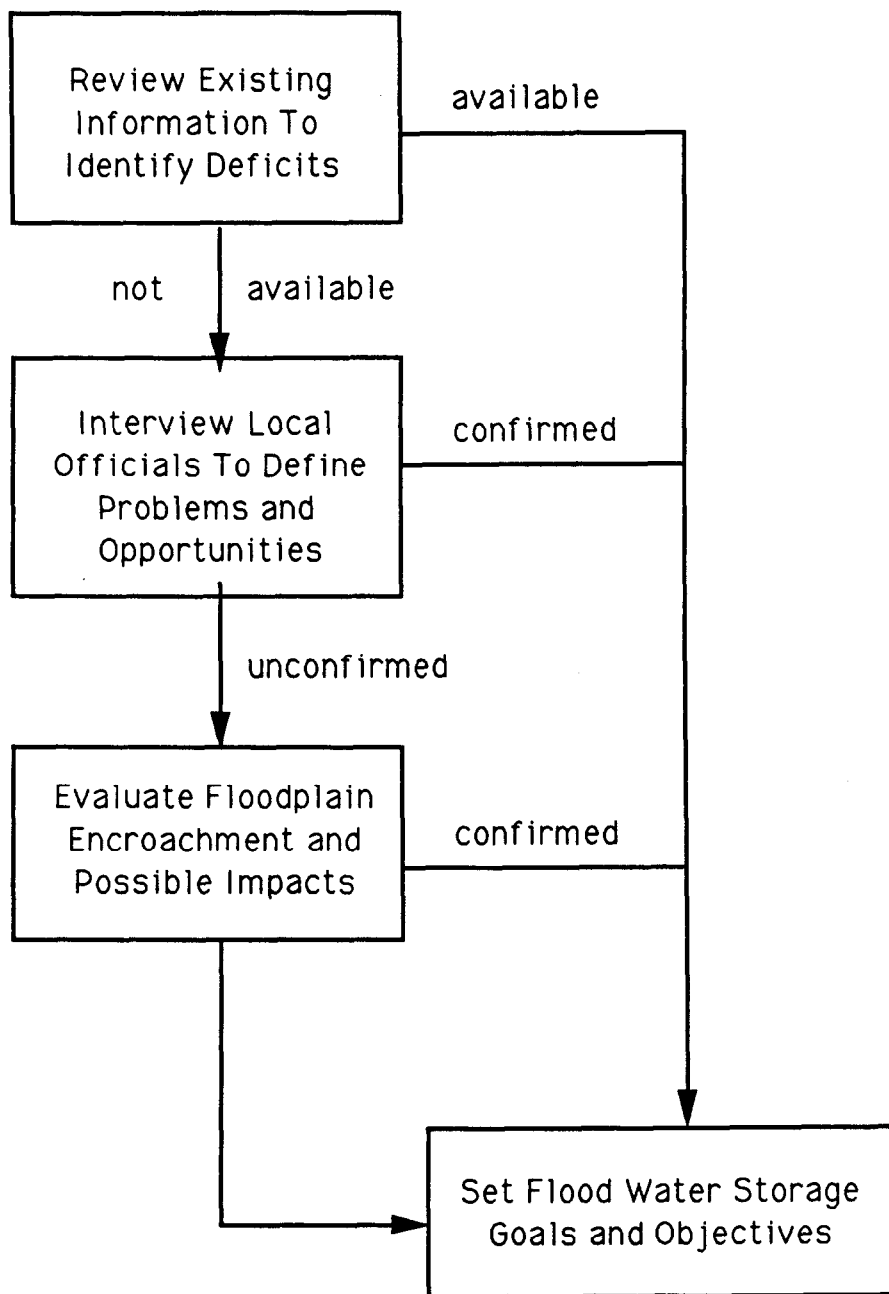 Review Existing
Information To
Identify Deficits
available
not available
Interview Local
Officials To Define
Problems and
Opportunities
confirmed
unconfirmed
Evaluate Floodplain
Encroachment and
Possible Impacts
confirmed
Set Flood Water Storage
Goals and Objectives